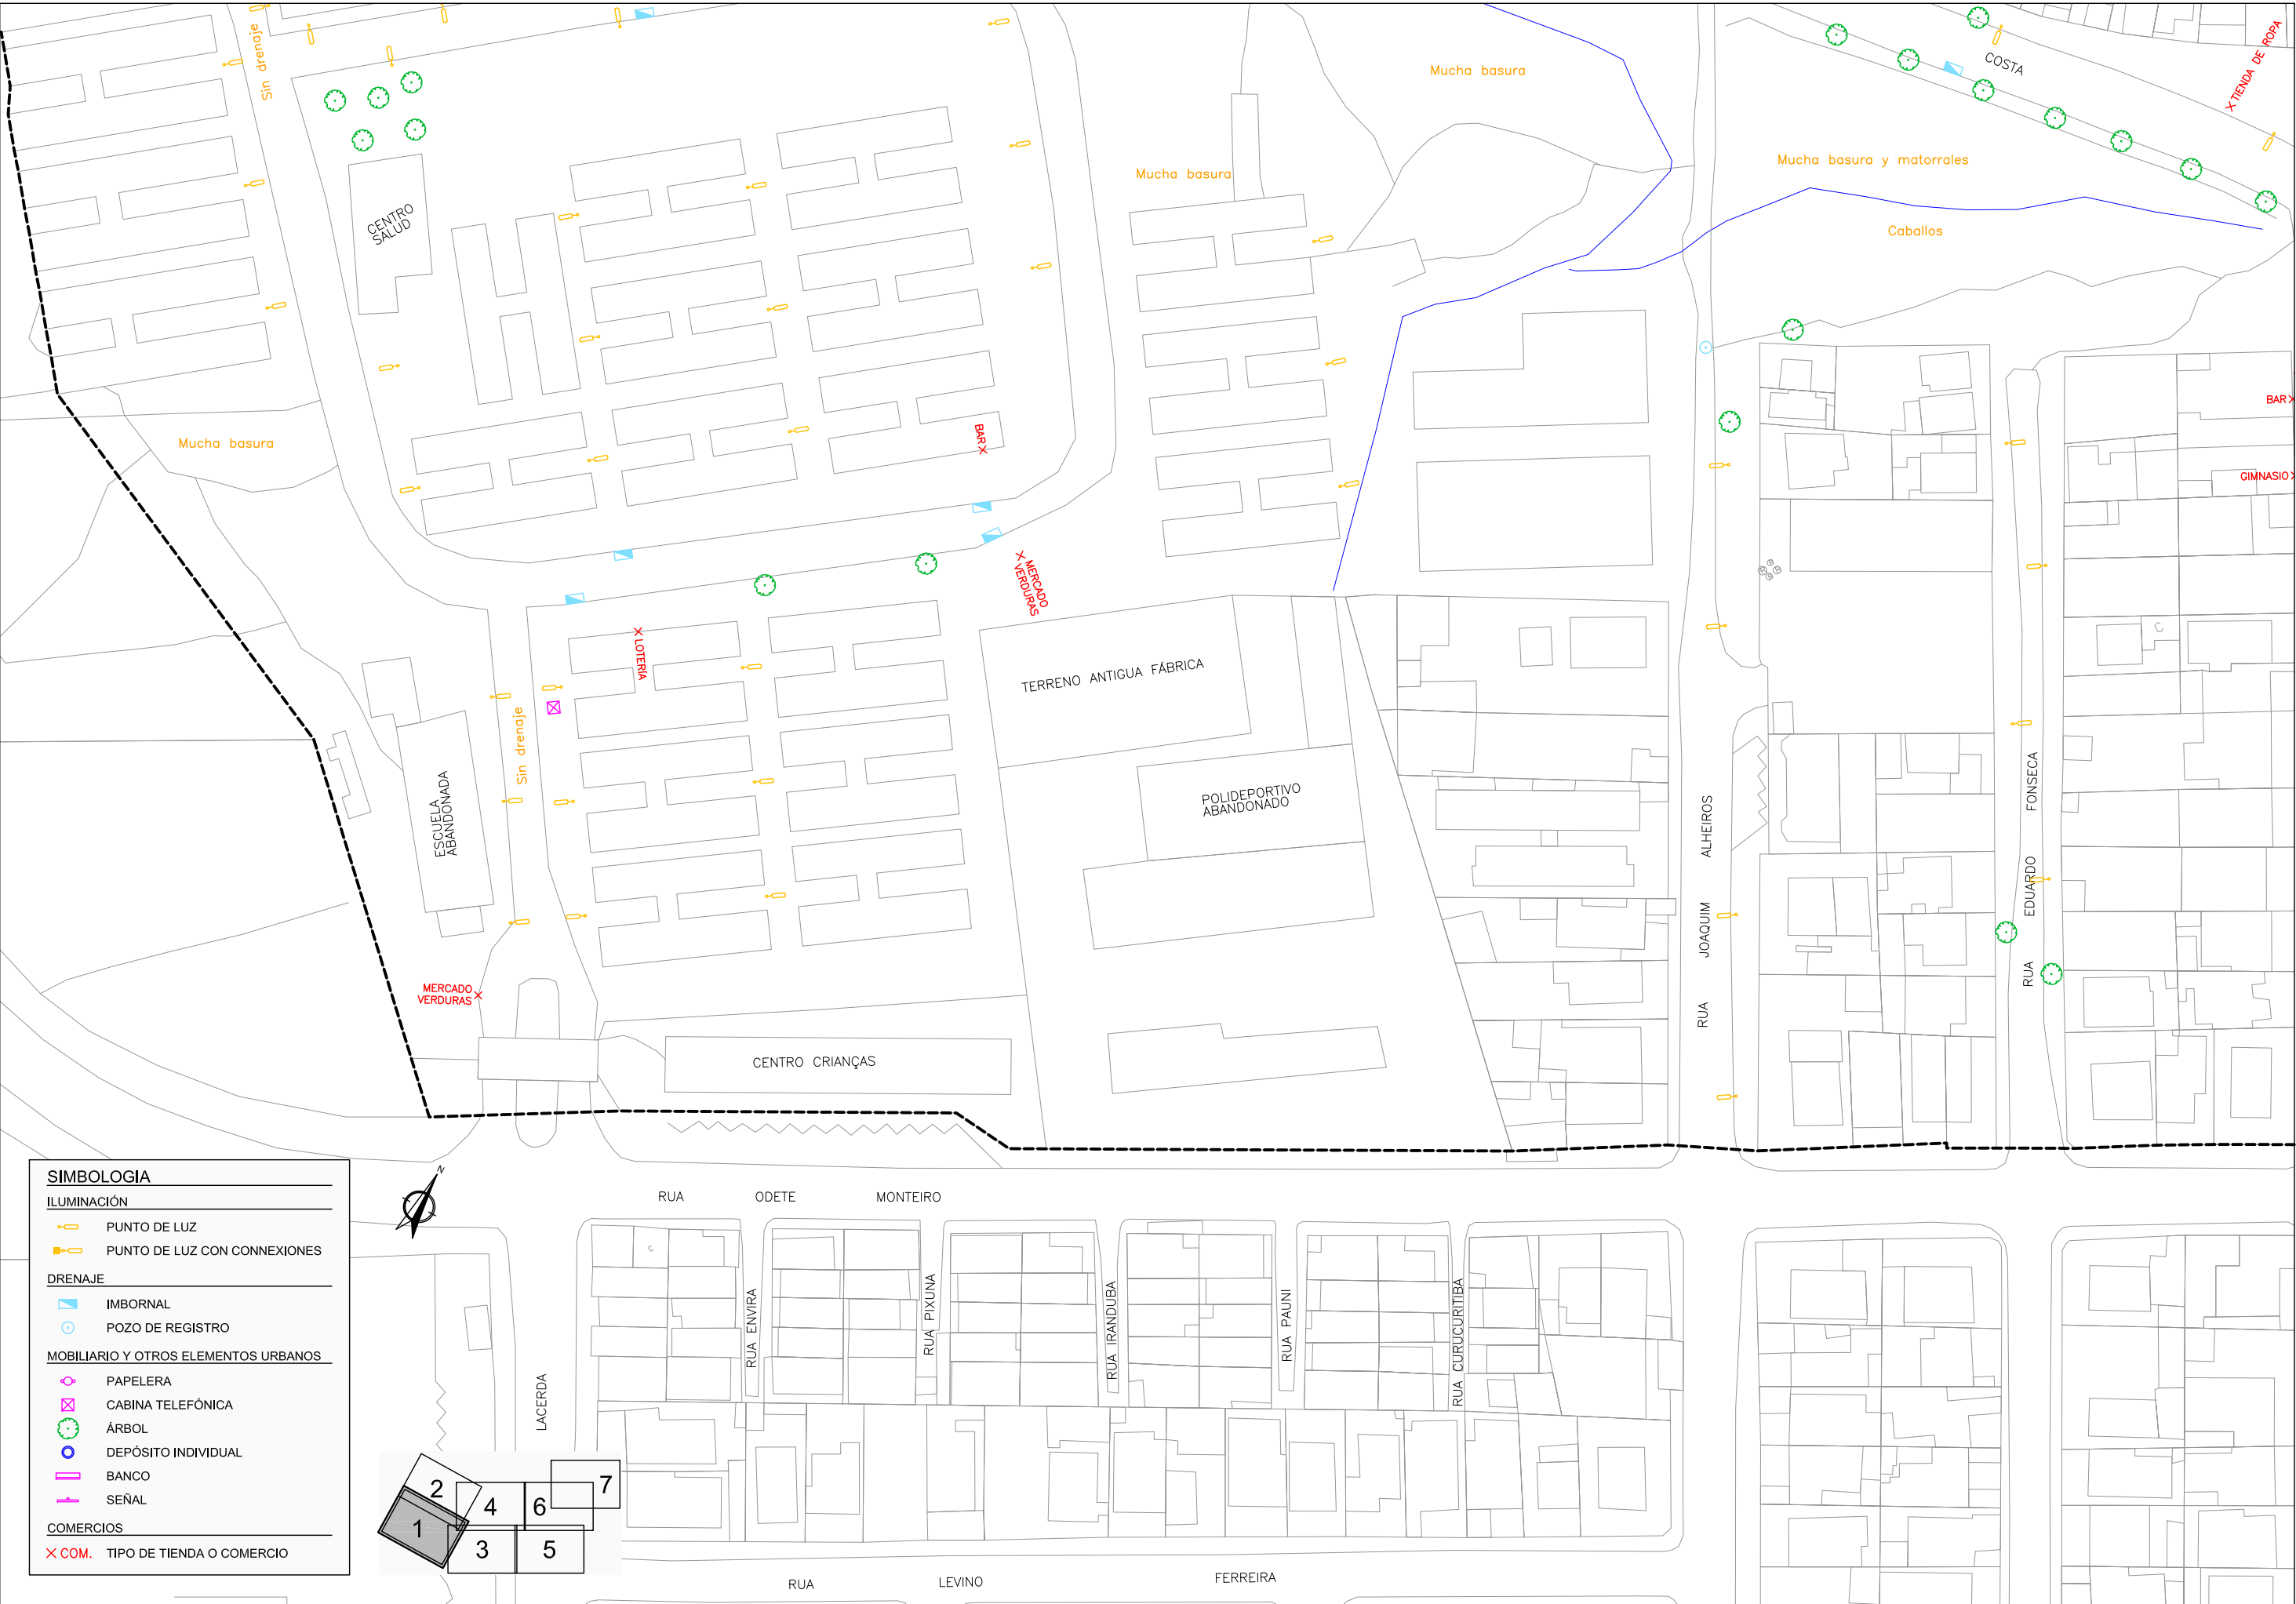 Sin drenaje
Mucha basura
COSTA
TIENDA DE ROPA
Mucha basura
Mucha basura y matorrales
CENTRO
SALUD
Caballos
BAR
Mucha basura
BAR
GIMNASIO
MERCADO
VERDURAS
LOTERÍA
TERRENO ANTIGUA FÁBRICA
Sin drenaje
ESCUELA
ABANDONADA
POLIDEPORTIVO
ABANDONADO
RUA JOAQUIM ALHEIROS
RUA EDUARDO FONSECA
MERCADO
VERDURAS
CENTRO CRIANÇAS
N
RUA ODETE MONTEIRO
RUA ENVIRA
RUA PIXUNA
RUA IRANDUBA
RUA PAUNI
RUA CURUCURITIBA
LACERDA
RUA LEVINO FERREIRA
SIMBOLOGIA
ILUMINACIÓN
PUNTO DE LUZ
PUNTO DE LUZ CON CONNEXIONES
DRENAJE
IMBORNAL
POZO DE REGISTRO
MOBILIARIO Y OTROS ELEMENTOS URBANOS
PAPELERA
CABINA TELEFÓNICA
ÁRBOL
DEPÓSITO INDIVIDUAL
BANCO
SEÑAL
COMERCIOS
COM. TIPO DE TIENDA O COMERCIO
2
4
6
7
1
3
5